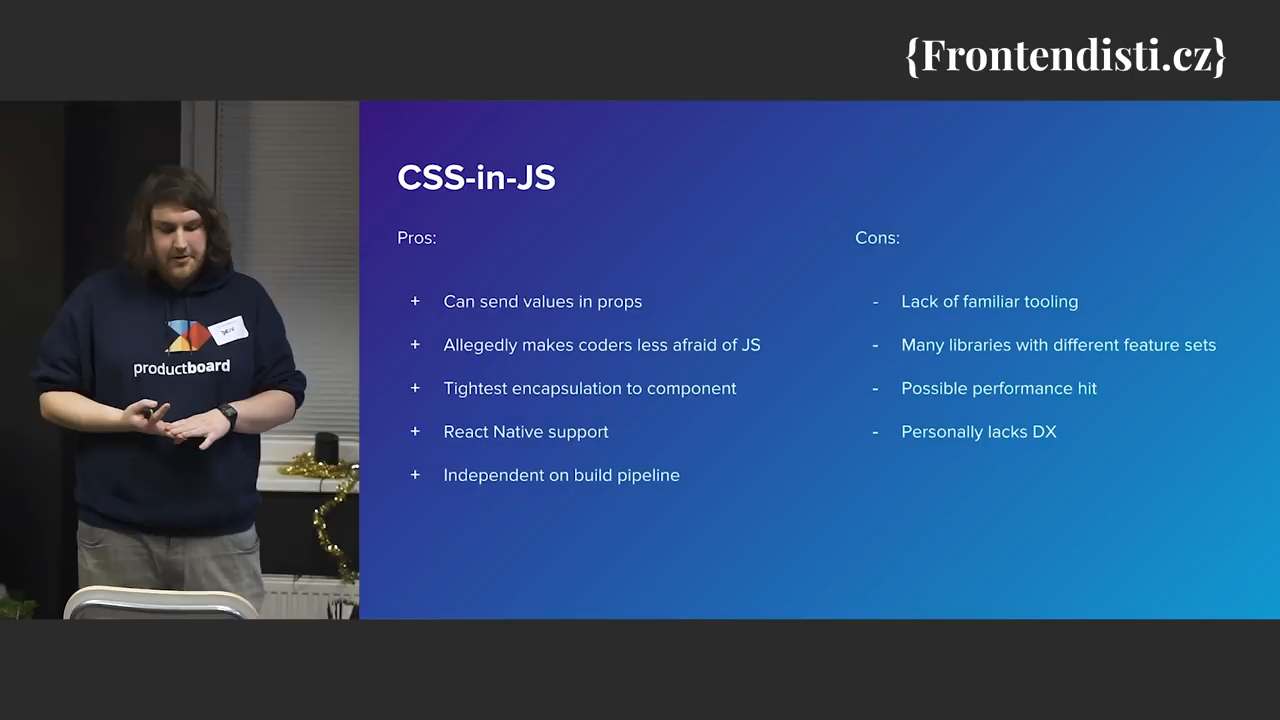 {Frontendisti.cz}
productboard
CSS-in-JS
Pros:
+ Can send values in props
+ Allegedly makes coders less afraid of JS
+ Tightest encapsulation to component
+ React Native support
+ Independent on build pipeline
Cons:
- Lack of familiar tooling
- Many libraries with different feature sets
- Possible performance hit
- Personally lacks DX